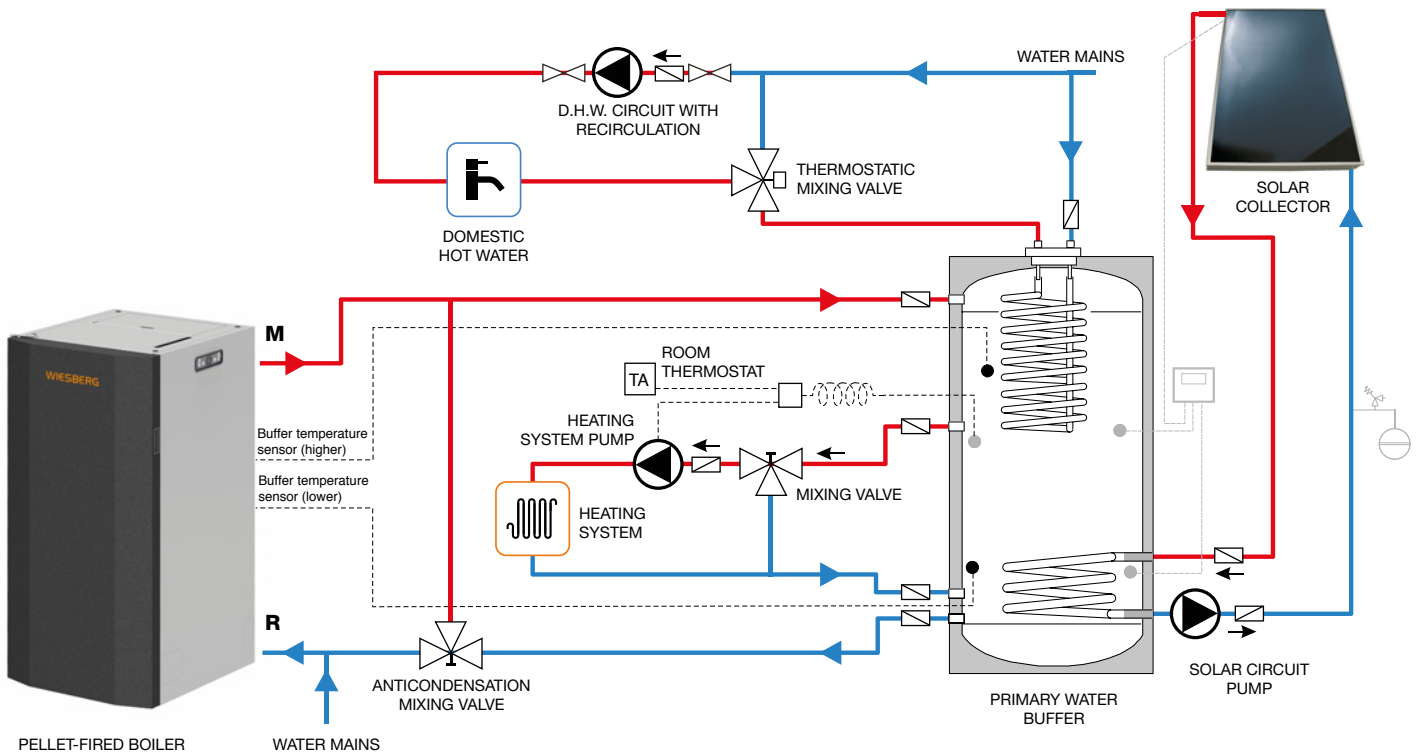 WATER MAINS
D.H.W. CIRCUIT WITH
RECIRCULATION
THERMOSTATIC
MIXING VALVE
SOLAR
COLLECTOR
DOMESTIC
HOT WATER
M
WIESBERG
ROOM
THERMOSTAT
TA
HEATING
SYSTEM PUMP
Buffer temperature
sensor (higher)
Buffer temperature
sensor (lower)
MIXING VALVE
HEATING
SYSTEM
R
ANTICONDENSATION
MIXING VALVE
SOLAR CIRCUIT
PUMP
PRIMARY WATER
BUFFER
PELLET-FIRED BOILER
WATER MAINS